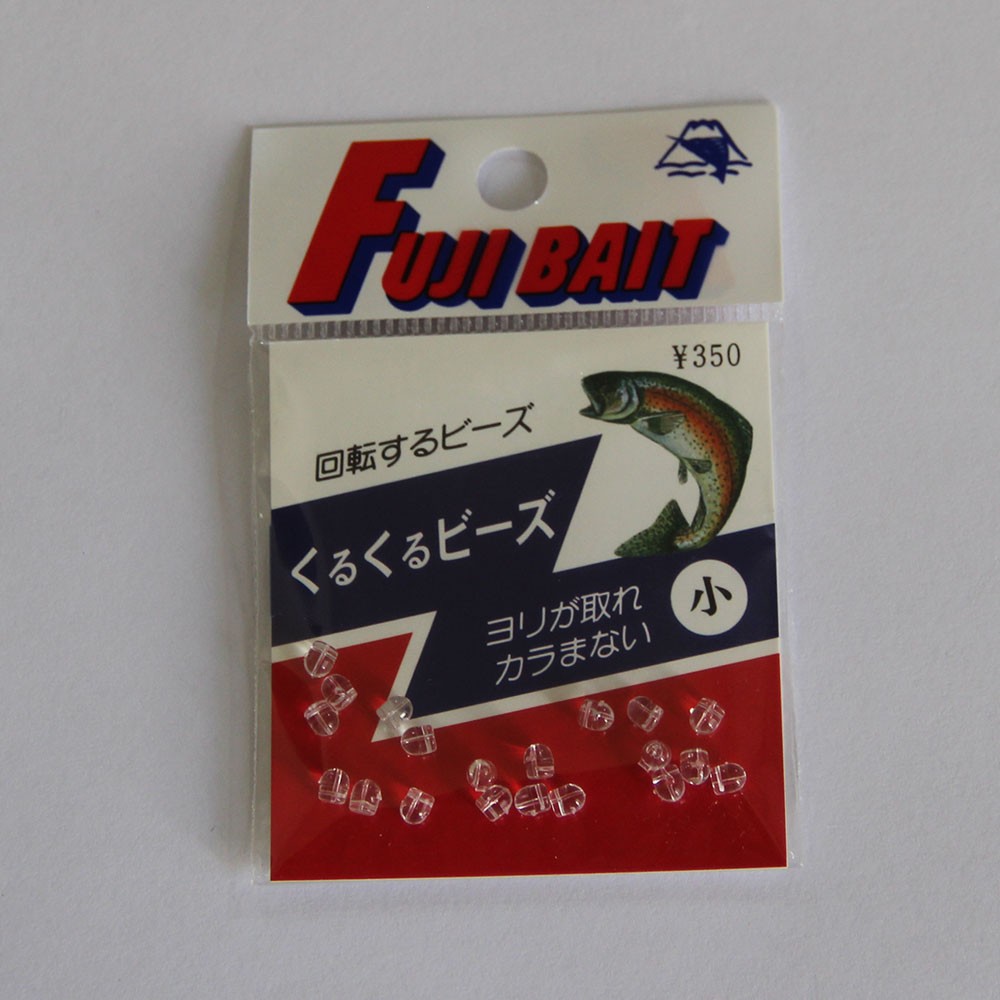 FUJI BAIT
¥350
回転するビーズ
くるくるビーズ
ヨリが取れ
カラまない
小